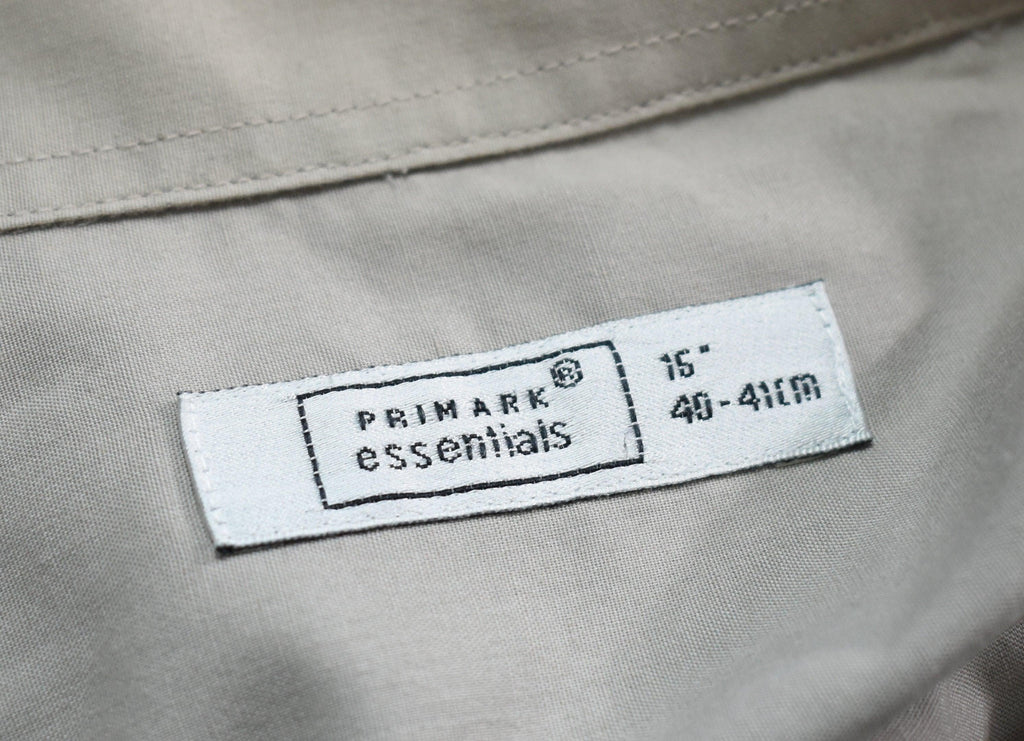 PRIMARK®
essentials
16"
40-41cm